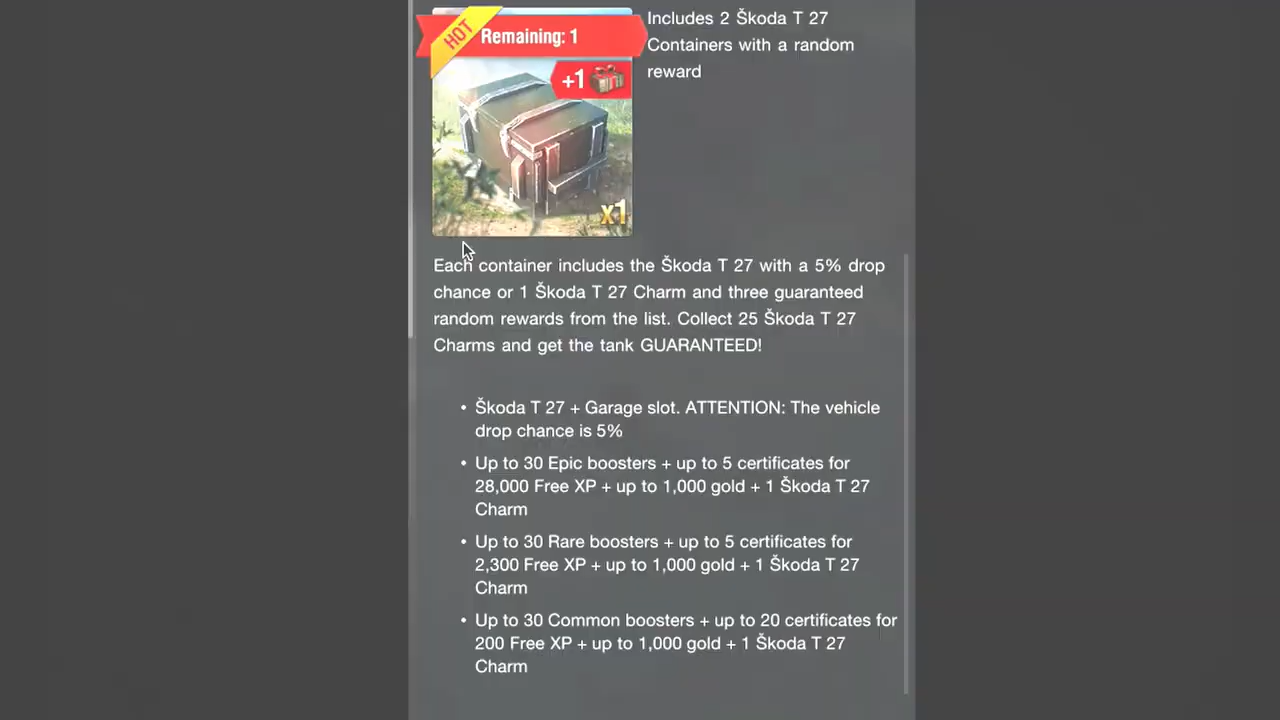 HOT
Remaining: 1
+1
x1
Includes 2 Škoda T 27
Containers with a random
reward
Each container includes the Škoda T 27 with a 5% drop
chance or 1 Škoda T 27 Charm and three guaranteed
random rewards from the list. Collect 25 Škoda T 27
Charms and get the tank GUARANTEED!
• Škoda T 27 + Garage slot. ATTENTION: The vehicle
drop chance is 5%
• Up to 30 Epic boosters + up to 5 certificates for
28,000 Free XP + up to 1,000 gold + 1 Škoda T 27
Charm
• Up to 30 Rare boosters + up to 5 certificates for
2,300 Free XP + up to 1,000 gold + 1 Škoda T 27
Charm
• Up to 30 Common boosters + up to 20 certificates for
200 Free XP + up to 1,000 gold + 1 Škoda T 27
Charm